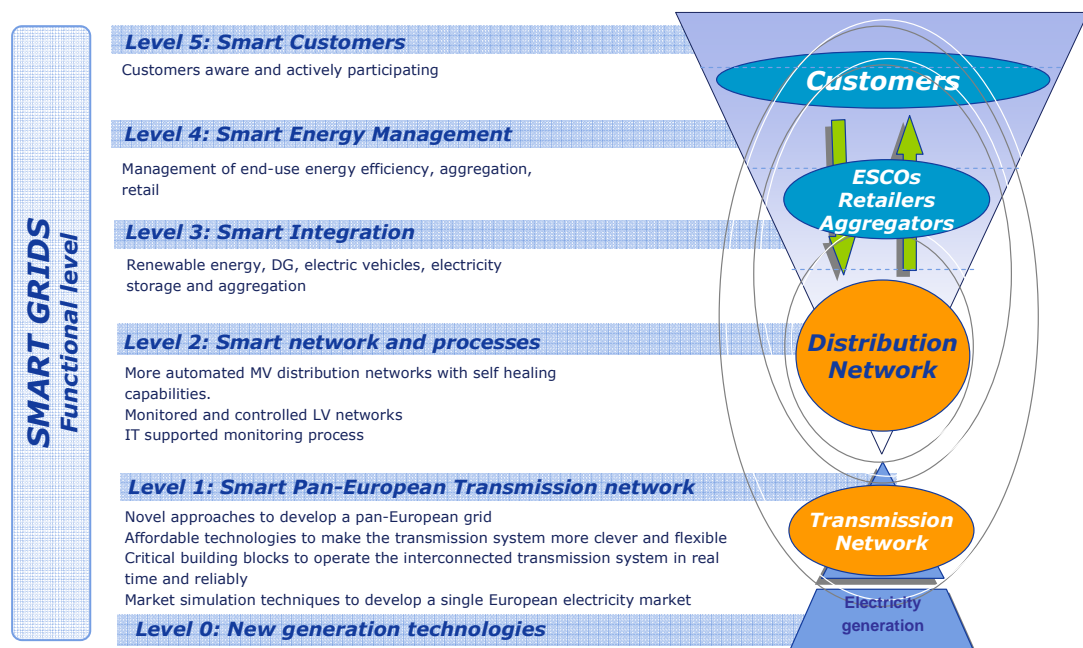 SMART GRIDS
Functional level
Level 5: Smart Customers
Customers aware and actively participating
Level 4: Smart Energy Management
Management of end-use energy efficiency, aggregation,
retail
Level 3: Smart Integration
Renewable energy, DG, electric vehicles, electricity
storage and aggregation
Level 2: Smart network and processes
More automated MV distribution networks with self healing
capabilities.
Monitored and controlled LV networks
IT supported monitoring process
Level 1: Smart Pan-European Transmission network
Novel approaches to develop a pan-European grid
Affordable technologies to make the transmission system more clever and flexible
Critical building blocks to operate the interconnected transmission system in real
time and reliably
Market simulation techniques to develop a single European electricity market
Level 0: New generation technologies
Customers
ESCOs
Retailers
Aggregators
Distribution
Network
Transmission
Network
Electricity
generation